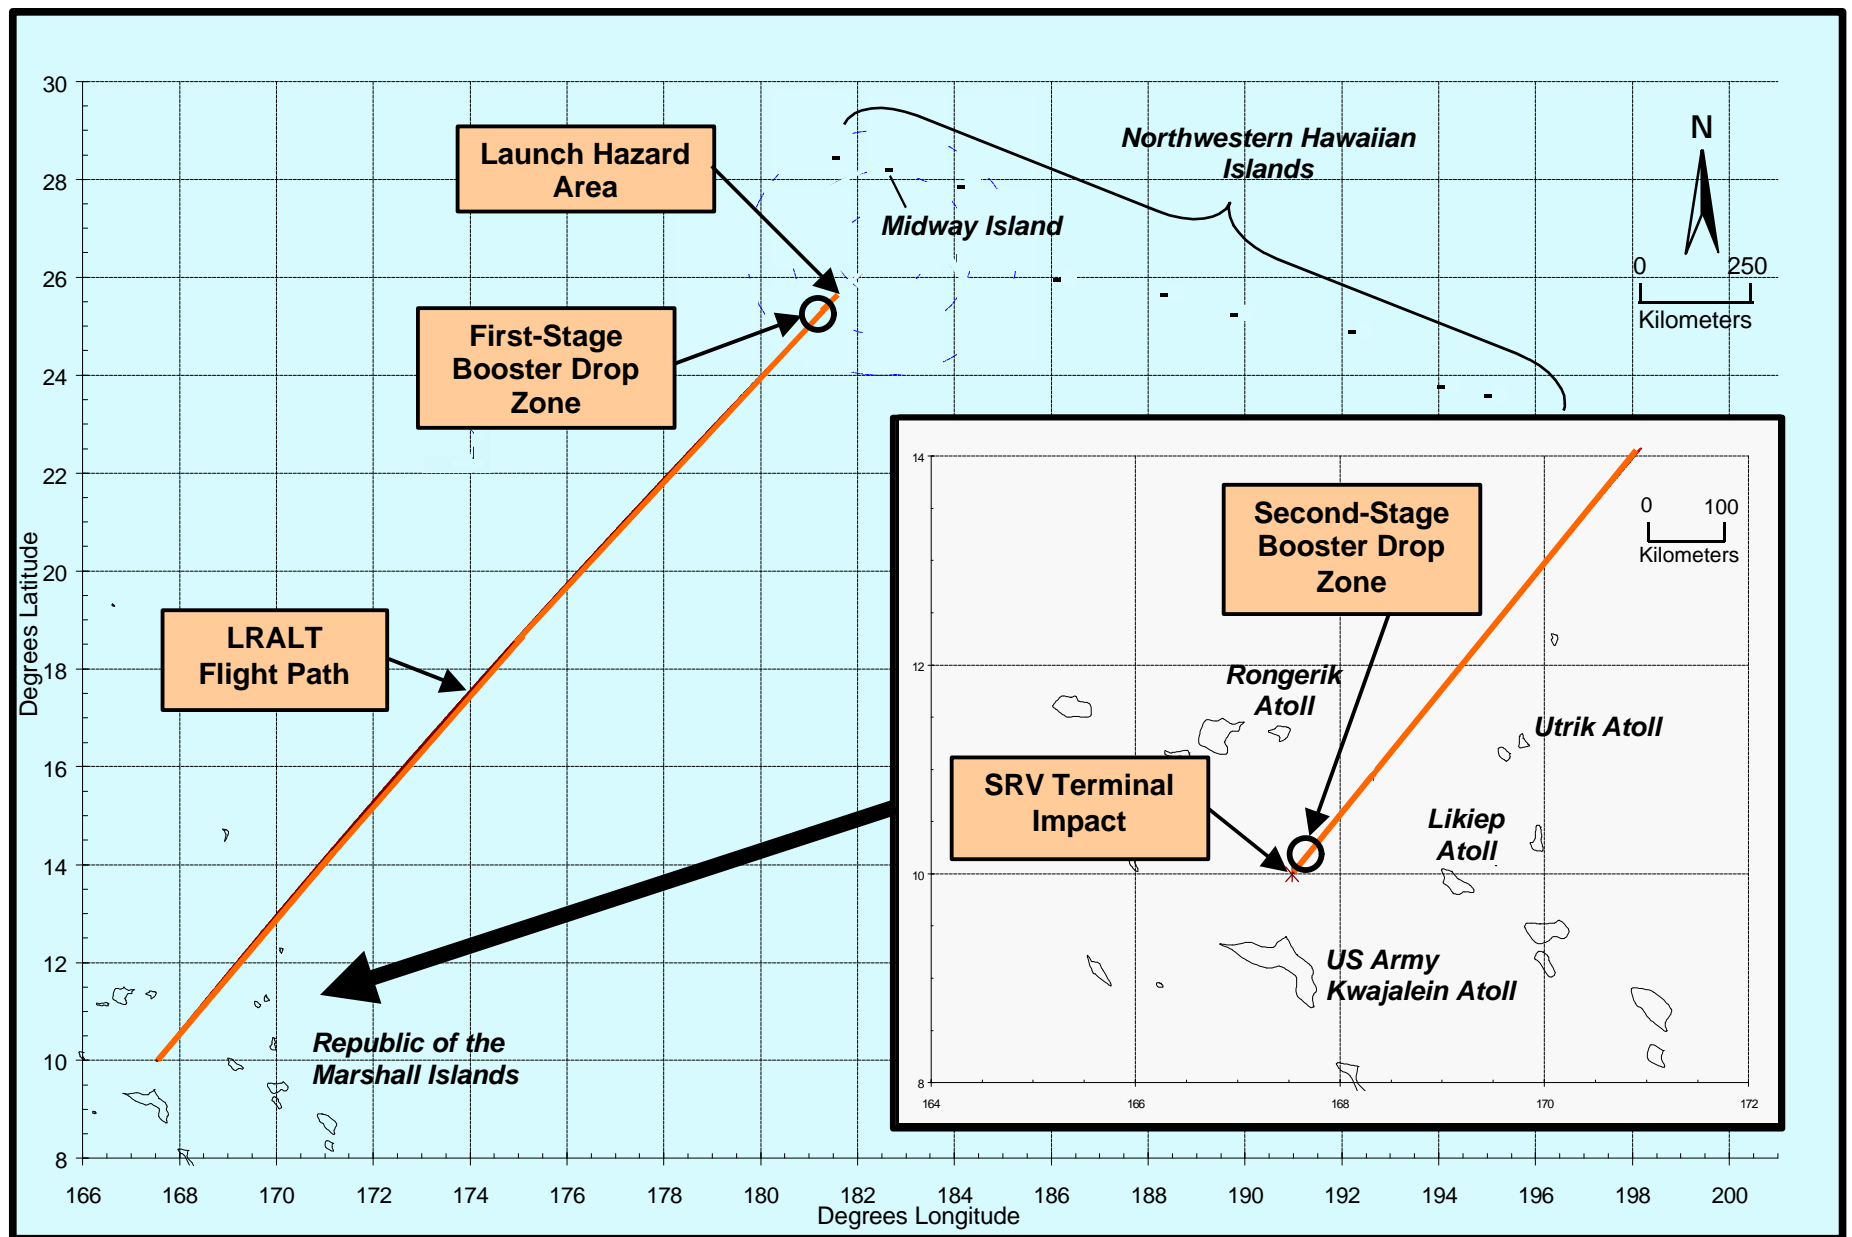 30
28
26
24
22
20
18
16
14
12
10
8
Degrees Latitude
166
168
170
172
174
176
178
180
182
184
186
188
190
192
194
196
198
200
Degrees Longitude
Launch Hazard
Area
First-Stage
Booster Drop
Zone
LRALT
Flight Path
Northwestern Hawaiian
Islands
Midway Island
N
0
250
Kilometers
Republic of the
Marshall Islands
14
12
10
8
164
166
168
170
172
Second-Stage
Booster Drop
Zone
0
100
Kilometers
Rongerik
Atoll
Utrik Atoll
SRV Terminal
Impact
Likiep
Atoll
US Army
Kwajalein Atoll